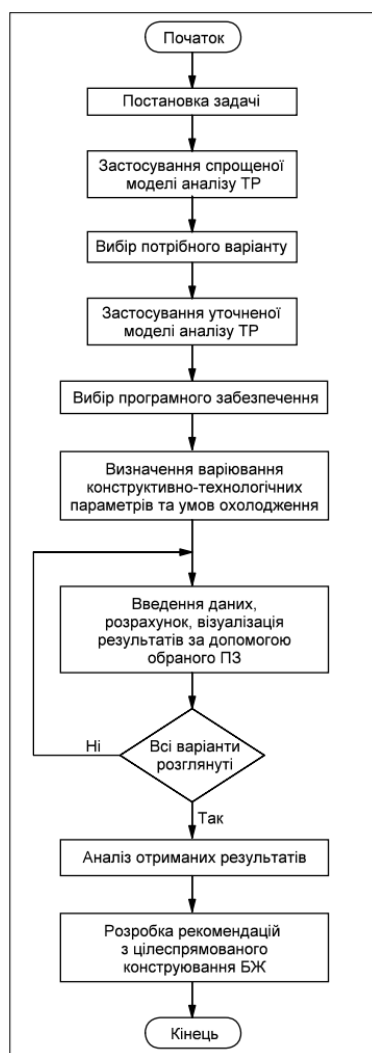 Початок
Постановка задачі
Застосування спрощеної
моделі аналізу ТР
Вибір потрібного варіанту
Застосування уточненої
моделі аналізу ТР
Вибір програмного забезпечення
Визначення варіювання
конструктивно-технологічних
параметрів та умов охолодження
Введення даних,
розрахунок, візуалізація
результатів за допомогою
обраного ПЗ
Ні
Всі варіанти
розглянуті
Так
Аналіз отриманих результатів
Розробка рекомендацій
з цілеспрямованого
конструювання БЖ
Кінець